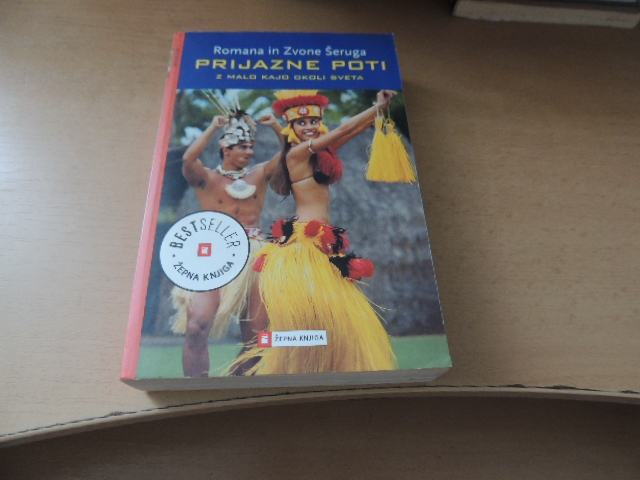 Romana in Zvone Šeruga
PRIJAZNE POTI
Z MALO KAJO OKOLI SVETA
BESTSELLER
ŽEPNA KNJIGA
ŽEPNA KNJIGA